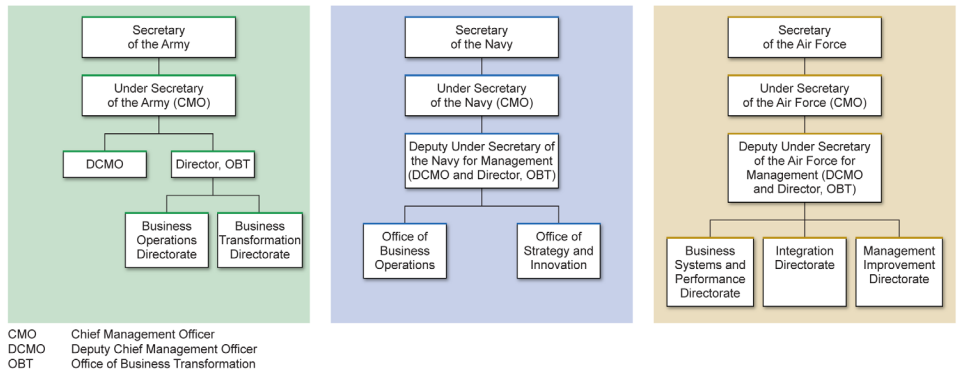 Secretary
of the Army
Under Secretary
of the Army (CMO)
DCMO
Director, OBT
Business
Operations
Directorate
Business
Transformation
Directorate
Secretary
of the Navy
Under Secretary
of the Navy (CMO)
Deputy Under Secretary of
the Navy for Management
(DCMO and Director, OBT)
Office of
Business
Operations
Office of
Strategy and
Innovation
Secretary
of the Air Force
Under Secretary
of the Air Force (CMO)
Deputy Under Secretary
of the Air Force for
Management (DCMO
and Director, OBT)
Business
Systems and
Performance
Directorate
Integration
Directorate
Management
Improvement
Directorate
CMO Chief Management Officer
DCMO Deputy Chief Management Officer
OBT Office of Business Transformation